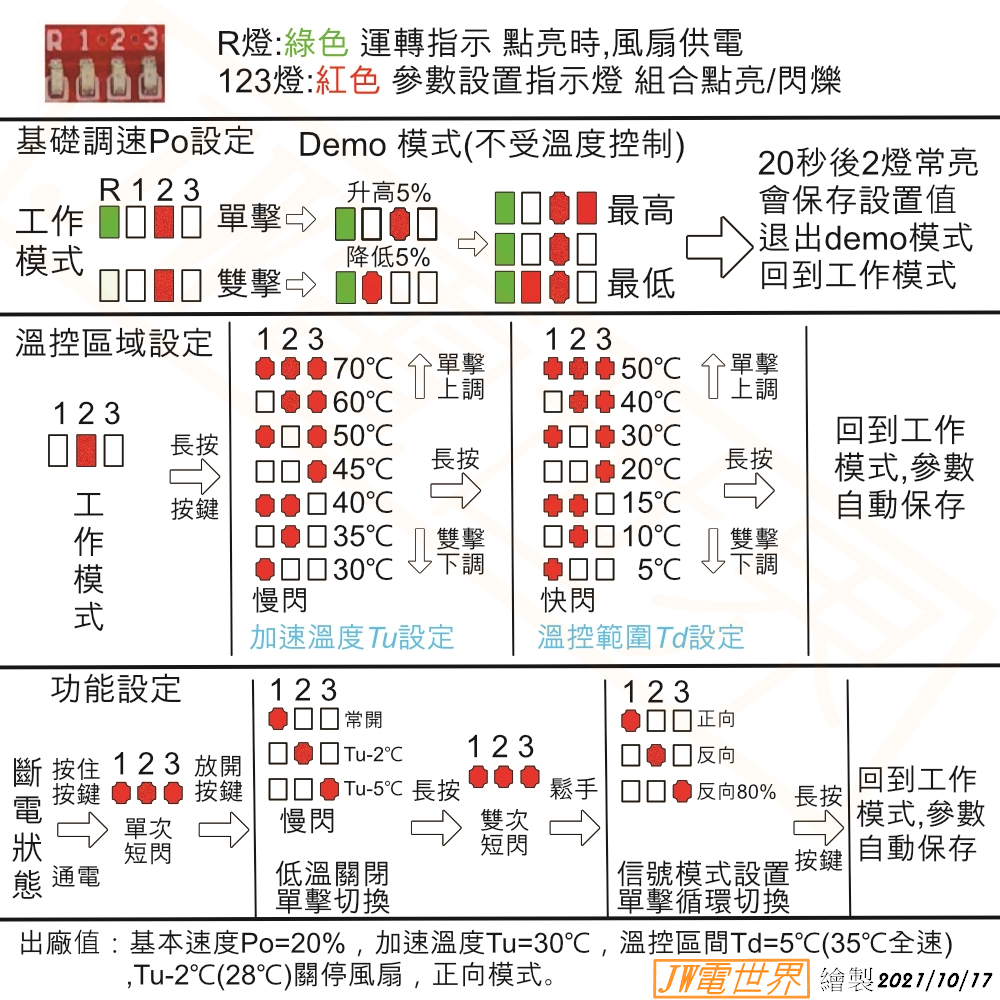 R 1 2 3
R燈:綠色 運轉指示 點亮時,風扇供電
123燈:紅色 參數設置指示燈 組合點亮/閃爍
基礎調速Po設定
Demo 模式(不受溫度控制)
工作
模式
R 1 2 3
單擊
雙擊
升高5%
降低5%
最高
最低
20秒後2燈常亮
會保存設置值
退出demo模式
回到工作模式
溫控區域設定
1 2 3
工作模式
長按
按鍵
1 2 3
70℃
60℃
50℃
45℃
40℃
35℃
30℃
慢閃
加速溫度Tu設定
單擊
上調
長按
雙擊
下調
1 2 3
50℃
40℃
30℃
20℃
15℃
10℃
5℃
快閃
溫控範圍Td設定
單擊
上調
長按
雙擊
下調
回到工作
模式,參數
自動保存
功能設定
斷電狀態
按住
按鍵
通電
1 2 3
單次
短閃
放開
按鍵
1 2 3
常開
Tu-2℃
Tu-5℃
慢閃
低溫關閉
單擊切換
長按
1 2 3
雙次
短閃
鬆手
1 2 3
正向
反向
反向80%
信號模式設置
單擊循環切換
長按
按鍵
回到工作
模式,參數
自動保存
出廠值：基本速度Po=20%，加速溫度Tu=30℃，溫控區間Td=5℃(35℃全速)
,Tu-2℃(28℃)關停風扇，正向模式。
JW電世界 繪製2021/10/17